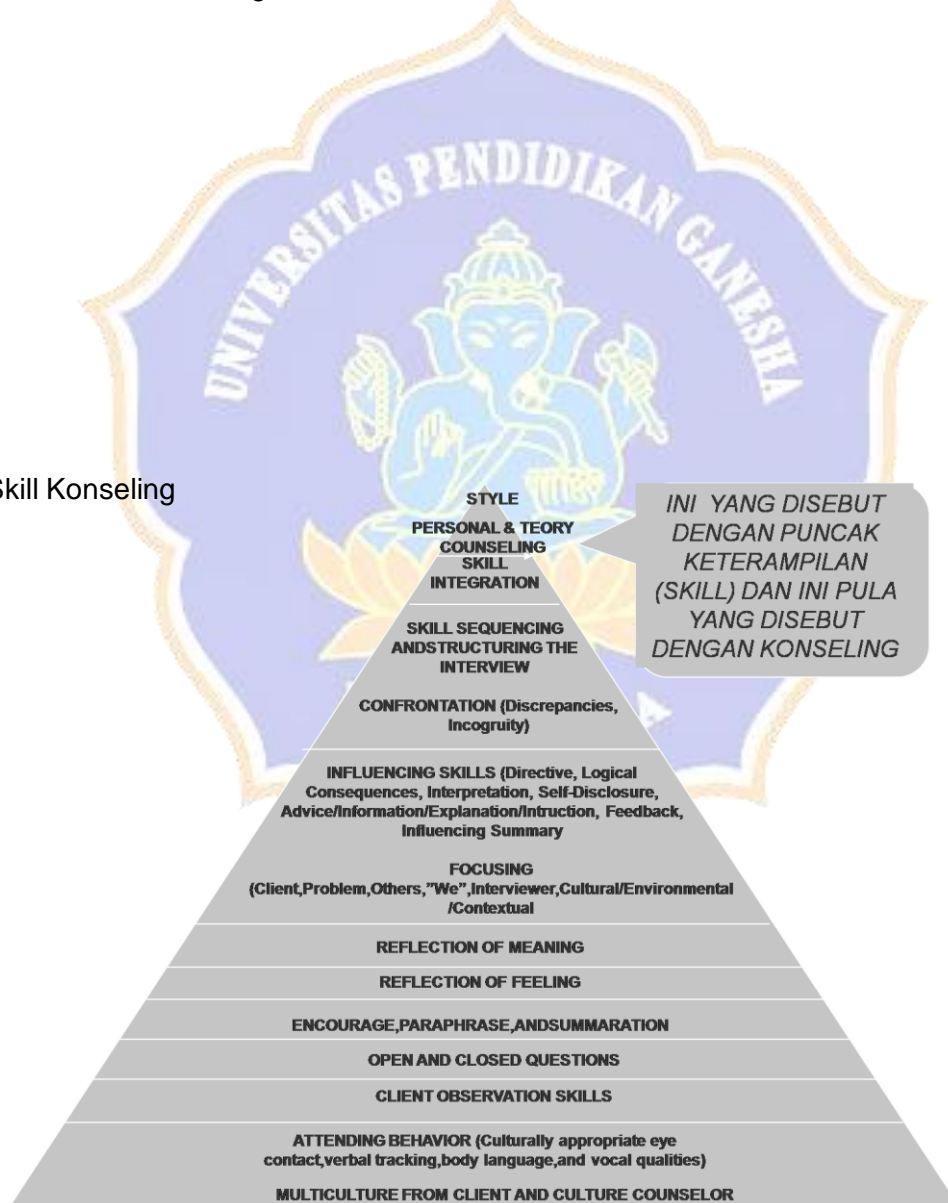 UNIVERSITAS PENDIDIKAN GANESHA
Skill Konseling
STYLE
PERSONAL & TEORY
COUNSELING
SKILL
INTEGRATION
INI YANG DISEBUT
DENGAN PUNCAK
KETERAMPILAN
(SKILL) DAN INI PULA
YANG DISEBUT
DENGAN KONSELING
SKILL SEQUENCING
ANDSTRUCTURING THE
INTERVIEW
CONFRONTATION (Discrepancies,
Incogruity)
INFLUENCING SKILLS (Directive, Logical
Consequences, Interpretation, Self-Disclosure,
Advice/Information/Explanation/Intruction, Feedback,
Influencing Summary
FOCUSING
(Client,Problem,Others,"We",Interviewer,Cultural/Environmental
/Contextual
REFLECTION OF MEANING
REFLECTION OF FEELING
ENCOURAGE,PARAPHRASE,ANDSUMMARATION
OPEN AND CLOSED QUESTIONS
CLIENT OBSERVATION SKILLS
ATTENDING BEHAVIOR (Culturally appropriate eye
contact,verbal tracking,body language,and vocal qualities)
MULTICULTURE FROM CLIENT AND CULTURE COUNSELOR